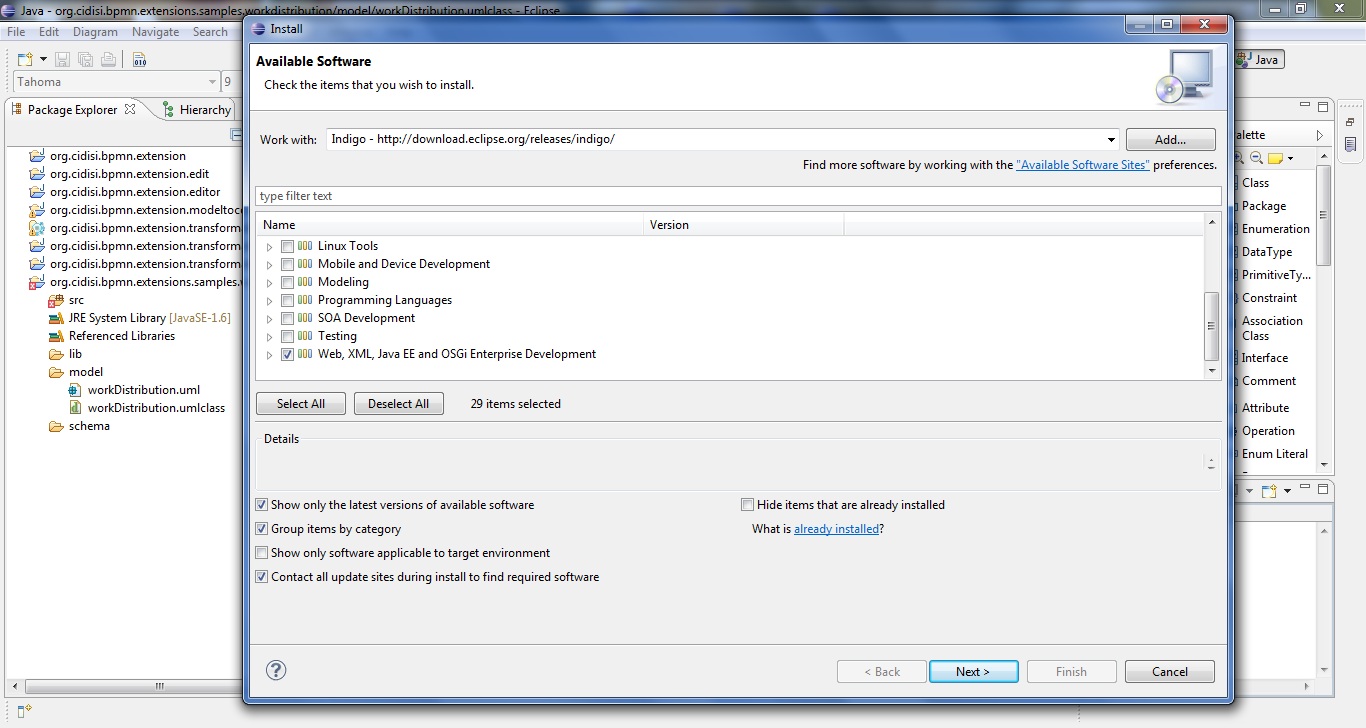 Java - org.cidisi.bpmn.extensions.samples.workdistribution/model/workDistribution.umlclass - Eclipse
File Edit Diagram Navigate Search
Install
Available Software
Check the items that you wish to install.
Java
Tahoma 9
Package Explorer Hierarchy
Work with: Indigo - http://download.eclipse.org/releases/indigo/ Add...
Find more software by working with the "Available Software Sites" preferences.
type filter text
Name Version
Linux Tools
Mobile and Device Development
Modeling
Programming Languages
SOA Development
Testing
Web, XML, Java EE and OSGi Enterprise Development
Select All Deselect All 29 items selected
Details
Show only the latest versions of available software
Hide items that are already installed
Group items by category
What is already installed?
Show only software applicable to target environment
Contact all update sites during install to find required software
? < Back Next > Finish Cancel
org.cidisi.bpmn.extension
org.cidisi.bpmn.extension.edit
org.cidisi.bpmn.extension.editor
org.cidisi.bpmn.extension.modeltoco
org.cidisi.bpmn.extension.transform
org.cidisi.bpmn.extension.transform
org.cidisi.bpmn.extension.transform
org.cidisi.bpmn.extensions.samples.w
src
JRE System Library [JavaSE-1.6]
Referenced Libraries
lib
model
workDistribution.uml
workDistribution.umlclass
schema
alette
Class
Package
Enumeration
DataType
PrimitiveTy...
Constraint
Association
Class
Interface
Comment
Attribute
Operation
Enum Literal